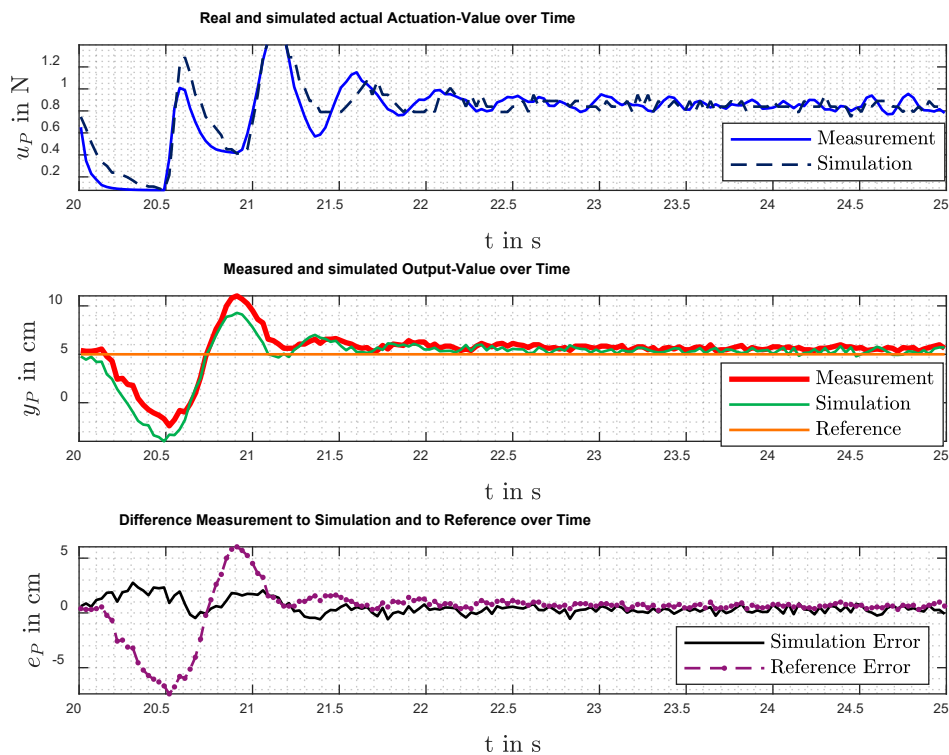 Real and simulated actual Actuation-Value over Time
u_P in N
1.2
1
0.8
0.6
0.4
0.2
Measurement
Simulation
20 20.5 21 21.5 22 22.5 23 23.5 24 24.5 25
t in s
Measured and simulated Output-Value over Time
y_P in cm
10
5
0
Measurement
Simulation
Reference
20 20.5 21 21.5 22 22.5 23 23.5 24 24.5 25
t in s
Difference Measurement to Simulation and to Reference over Time
e_P in cm
5
0
-5
Simulation Error
Reference Error
20 20.5 21 21.5 22 22.5 23 23.5 24 24.5 25
t in s